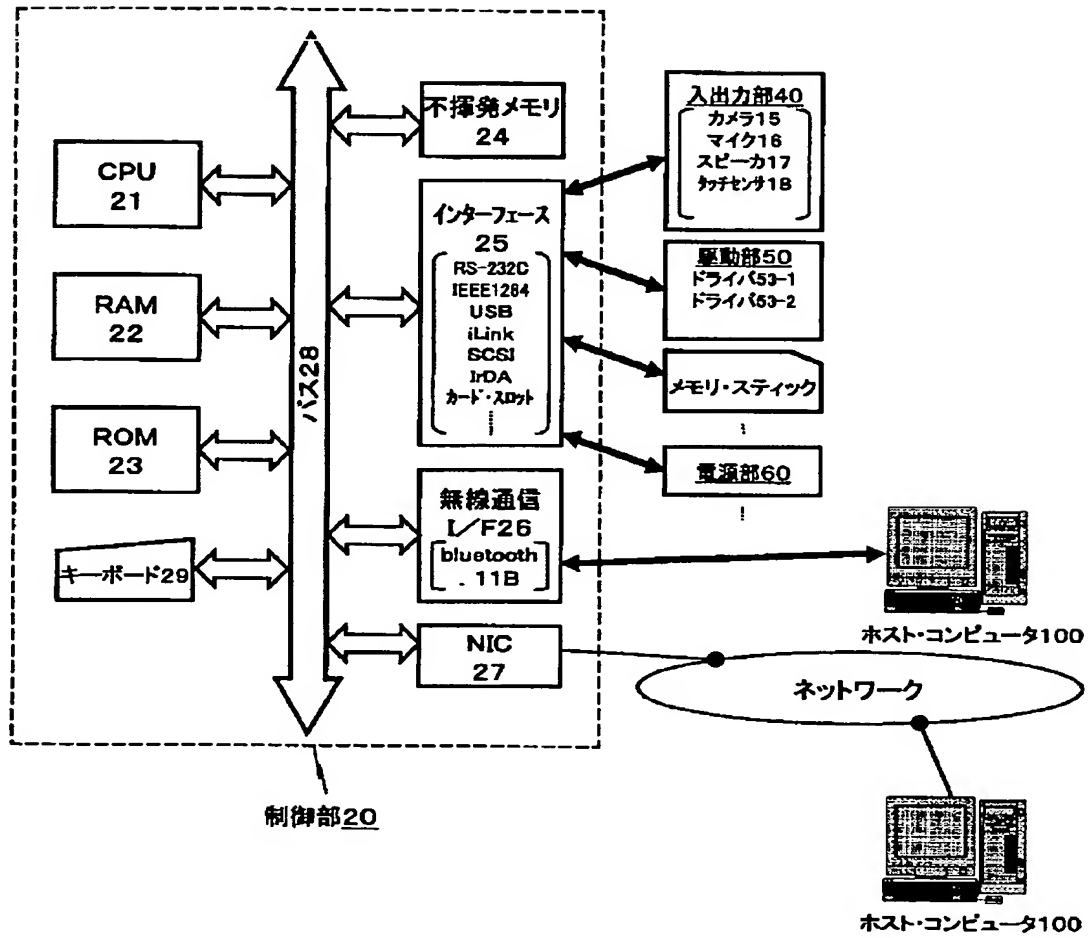 CPU
21
RAM
22
ROM
23
キーボード29
バス28
不揮発メモリ
24
インターフェース
25
RS-232C
IEEE1284
USB
iLink
SCSI
IrDA
カード・スロット
無線通信
I/F26
bluetooth
.11B
NIC
27
制御部20
入出力部40
カメラ15
マイク16
スピーカ17
タッチセンサ18
駆動部50
ドライバ53-1
ドライバ53-2
メモリ・スティック
電源部60
ホスト・コンピュータ100
ネットワーク
ホスト・コンピュータ100